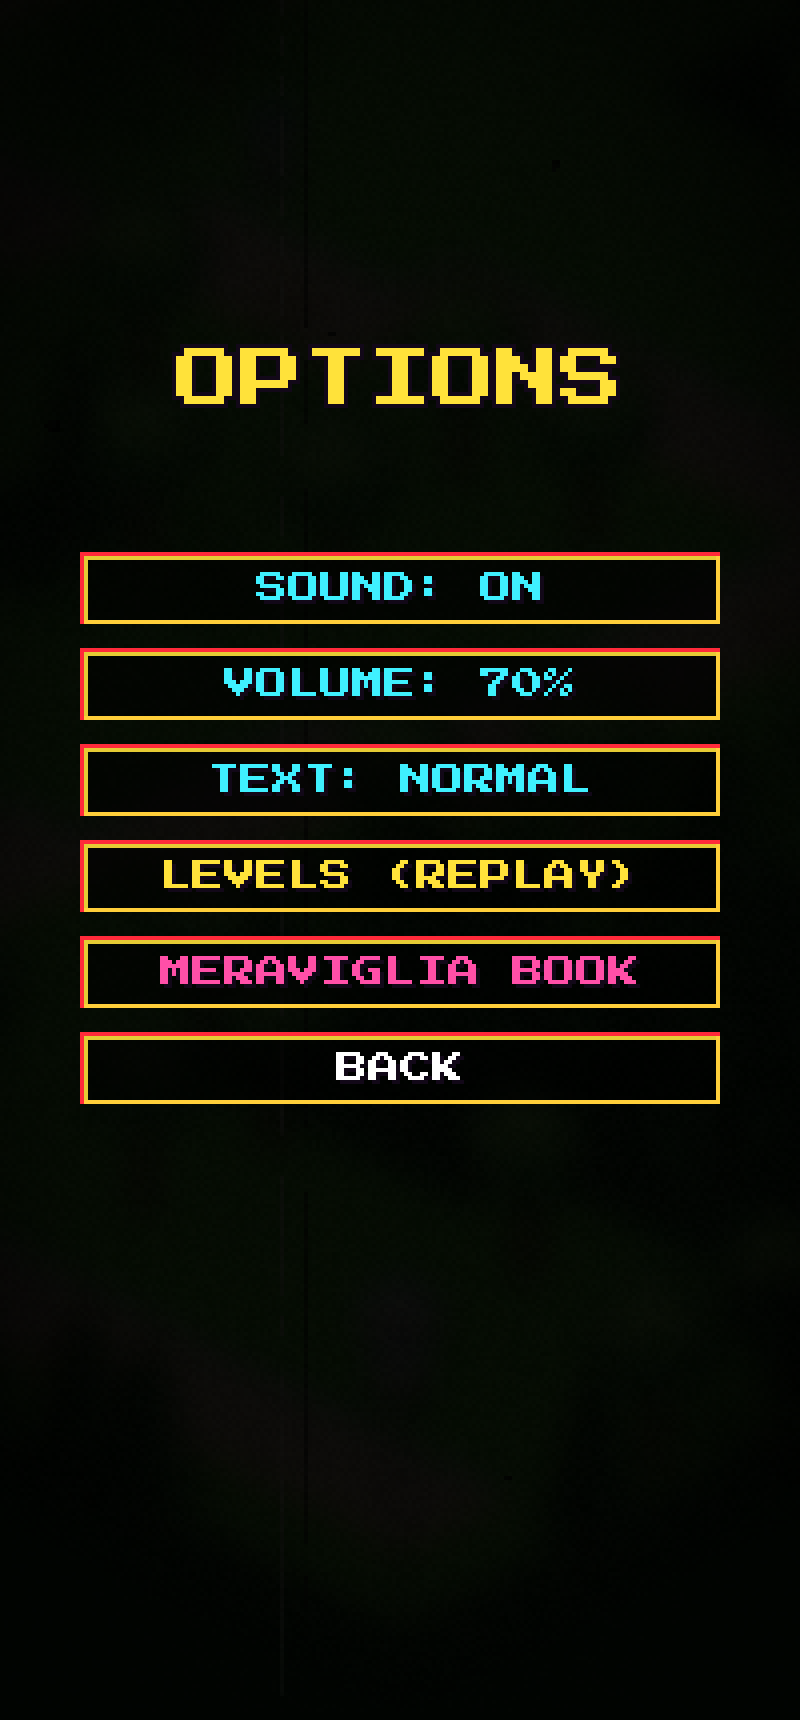 OPTIONS
SOUND: ON
VOLUME: 70%
TEXT: NORMAL
LEVELS (REPLAY)
MERAVIGLIA BOOK
BACK